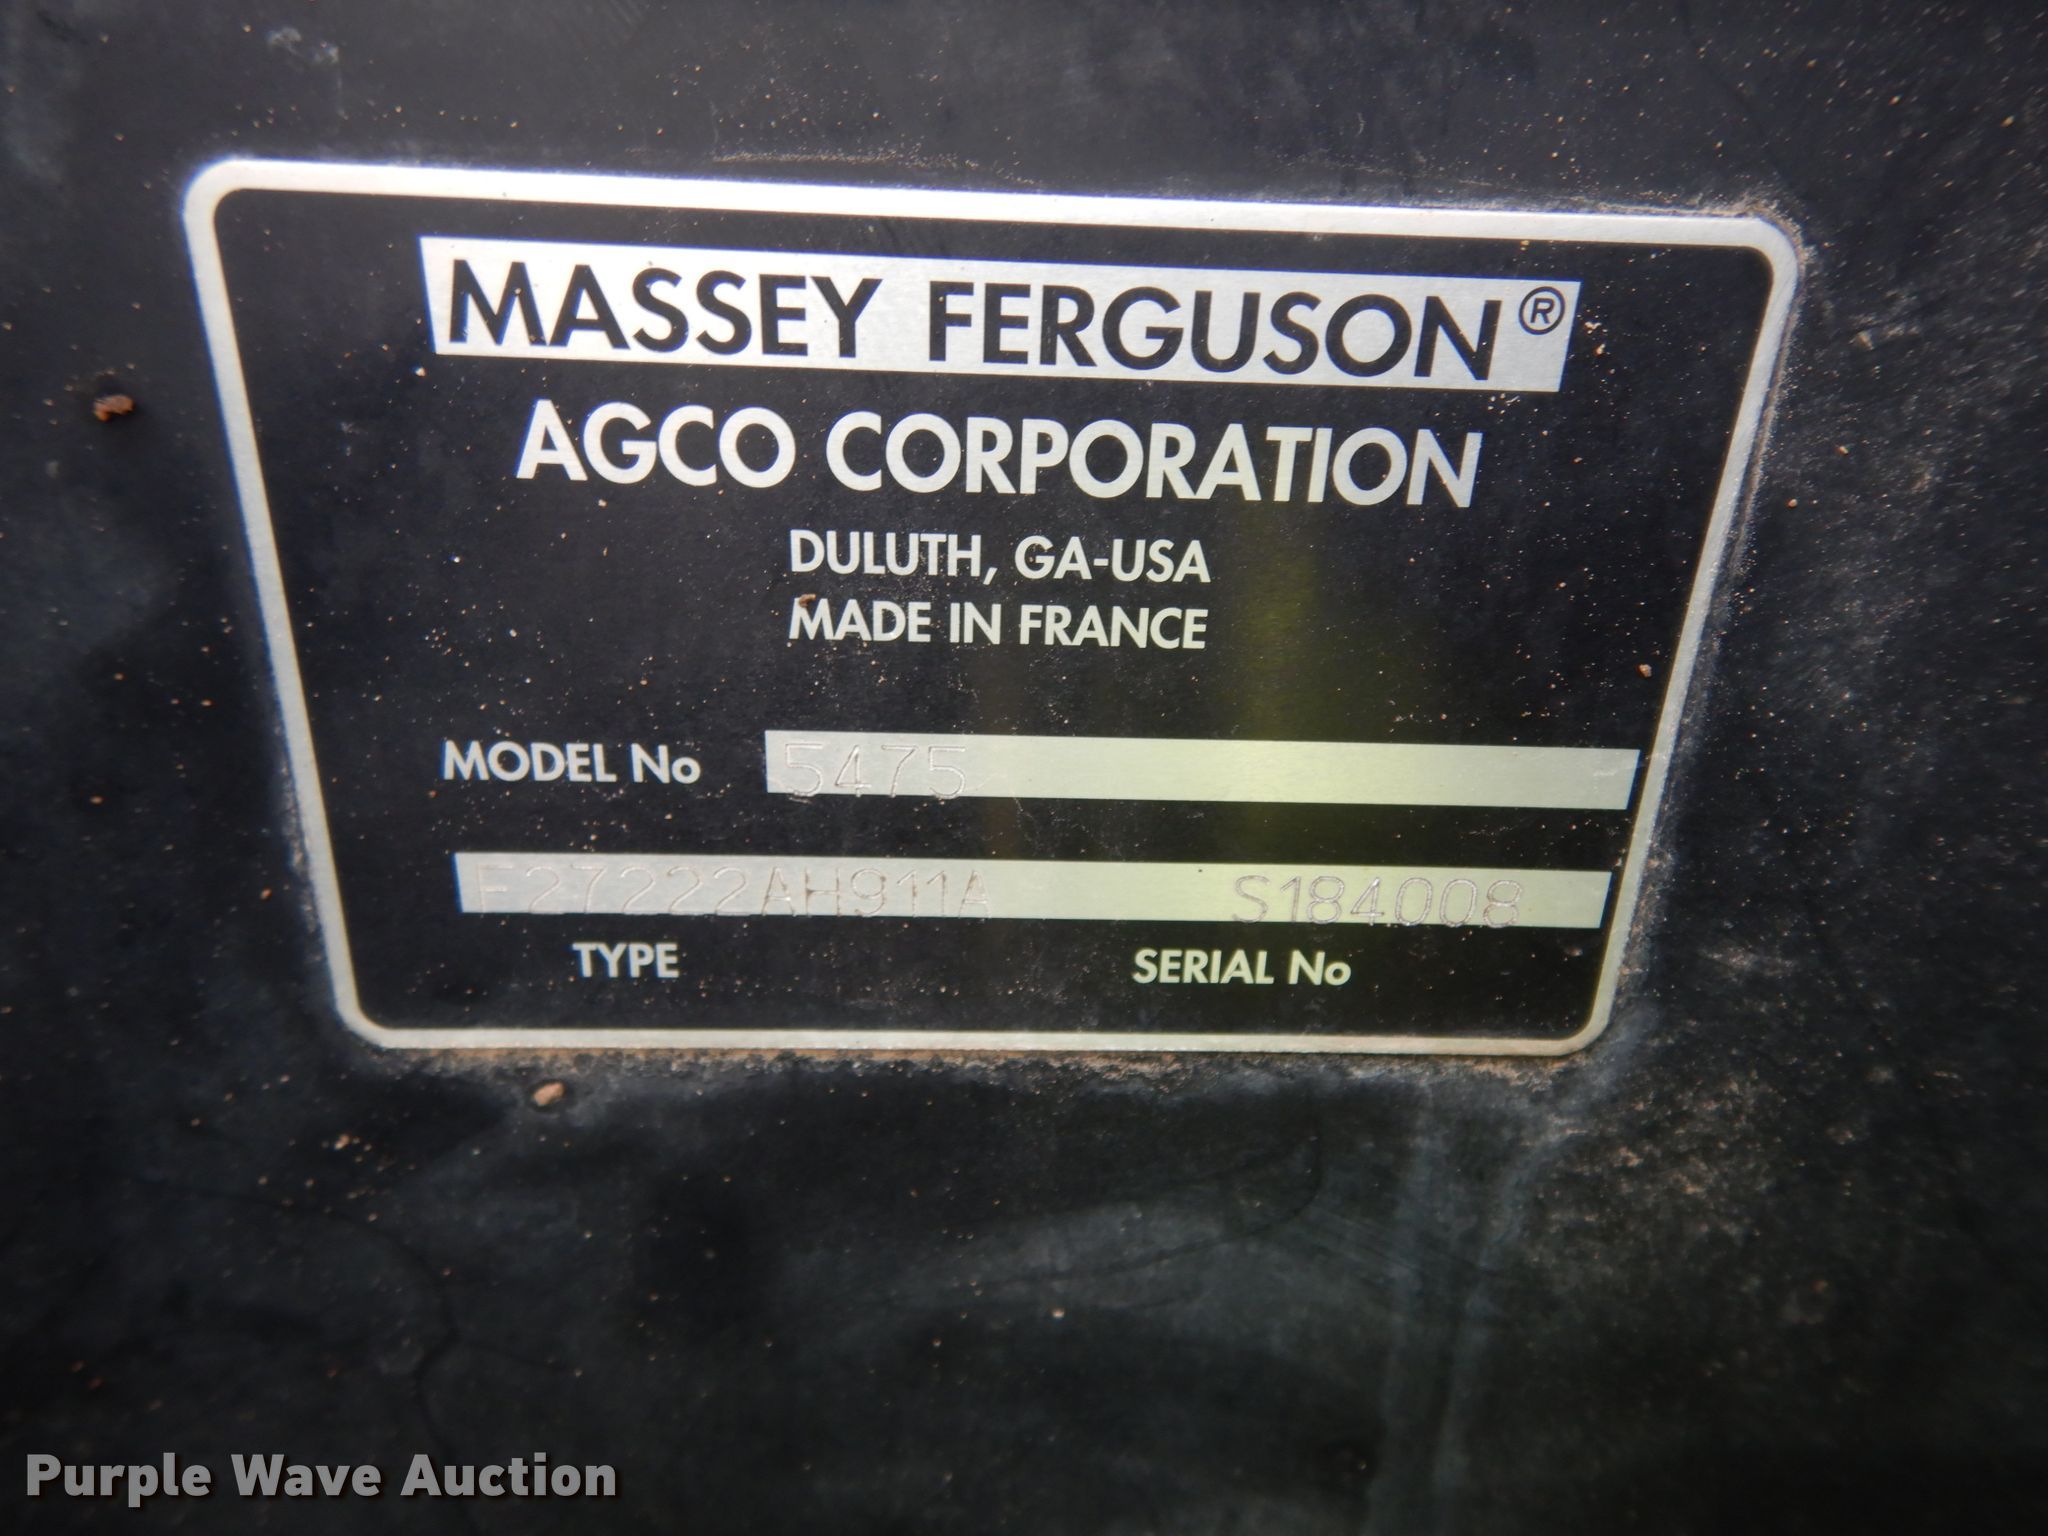 MASSEY FERGUSON®
AGCO CORPORATION
DULUTH, GA-USA
MADE IN FRANCE
MODEL No 5475
F27222AH911A S184008
TYPE SERIAL No
Purple Wave Auction